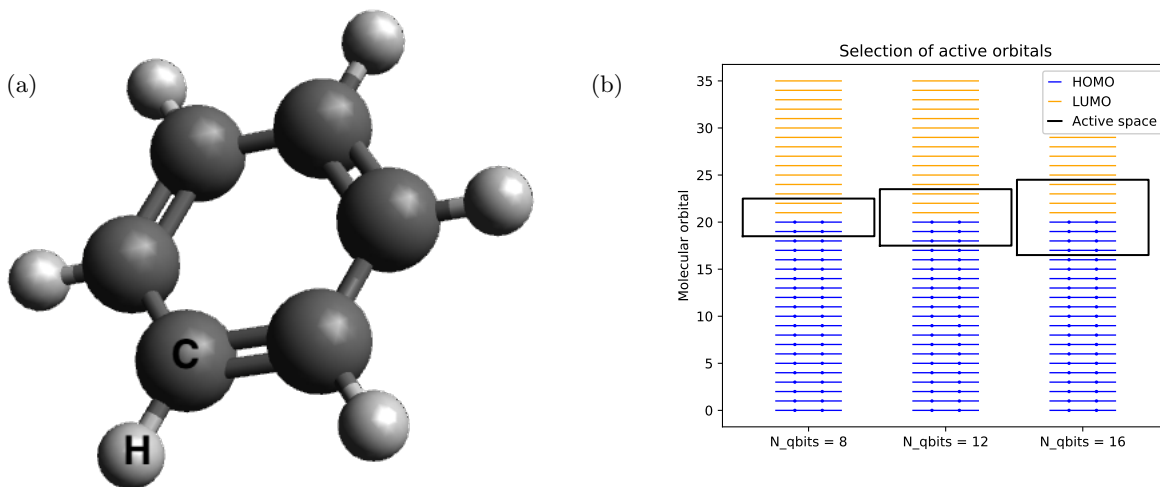 (a)
C
H
(b)
Selection of active orbitals
Molecular orbital
35
30
25
20
15
10
5
0
HOMO
LUMO
Active space
N_qbits = 8
N_qbits = 12
N_qbits = 16